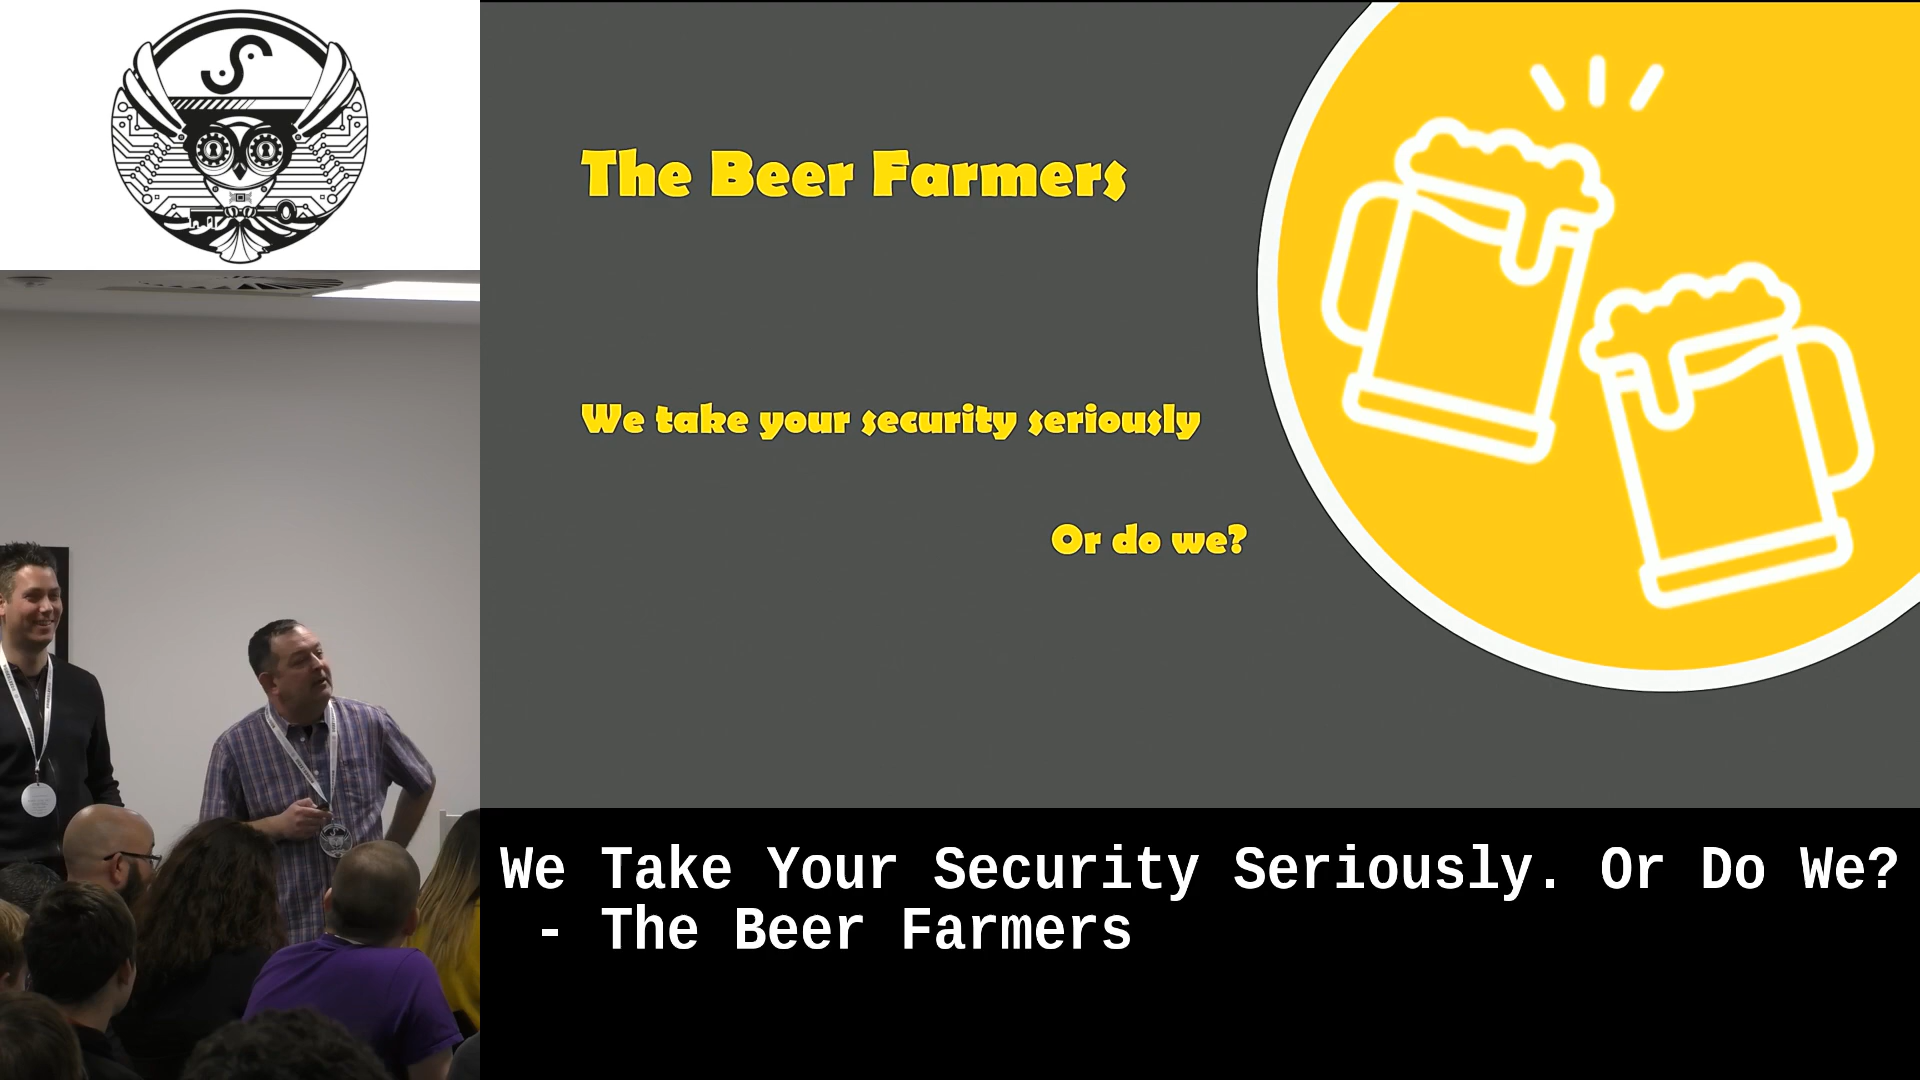 The Beer Farmers
We take your security seriously
Or do we?
We Take Your Security Seriously. Or Do We?
- The Beer Farmers